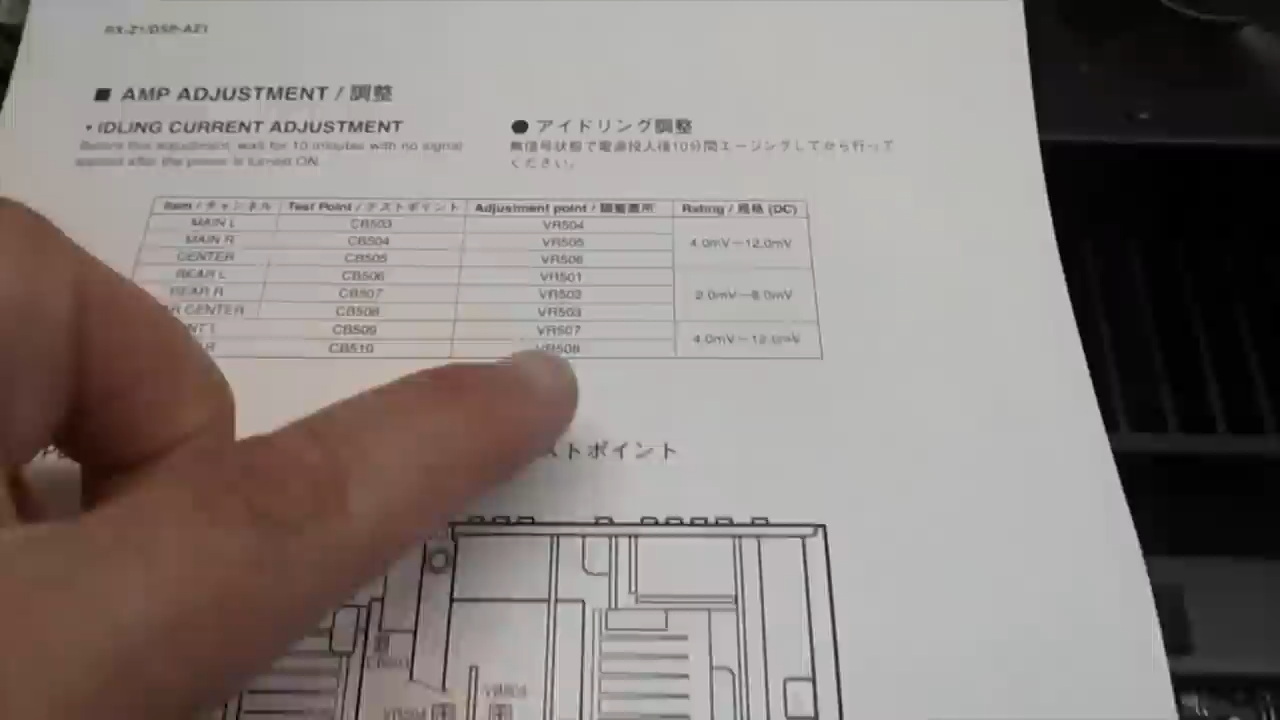 RX-Z1/DSP-AZ1
■ AMP ADJUSTMENT / 調整
• IDLING CURRENT ADJUSTMENT
Before this adjustment, wait for 10 minutes with no signal
applied after the power is turned ON.
● アイドリング調整
無信号状態で電源投入後10分間エージングしてから行って
ください。
Item / チャンネル Test Point / テストポイント Adjustment point / 調整箇所 Rating / 規格 (DC)
MAIN L CB503 VR504
MAIN R CB504 VR505 4.0mV~12.0mV
CENTER CB505 VR506
REAR L CB506 VR501
REAR R CB507 VR502 2.0mV~
CENTER CB508 VR503
CB509 VR507 4.0mV~12.0mV
CB510 VR508
ストポイント
VR504